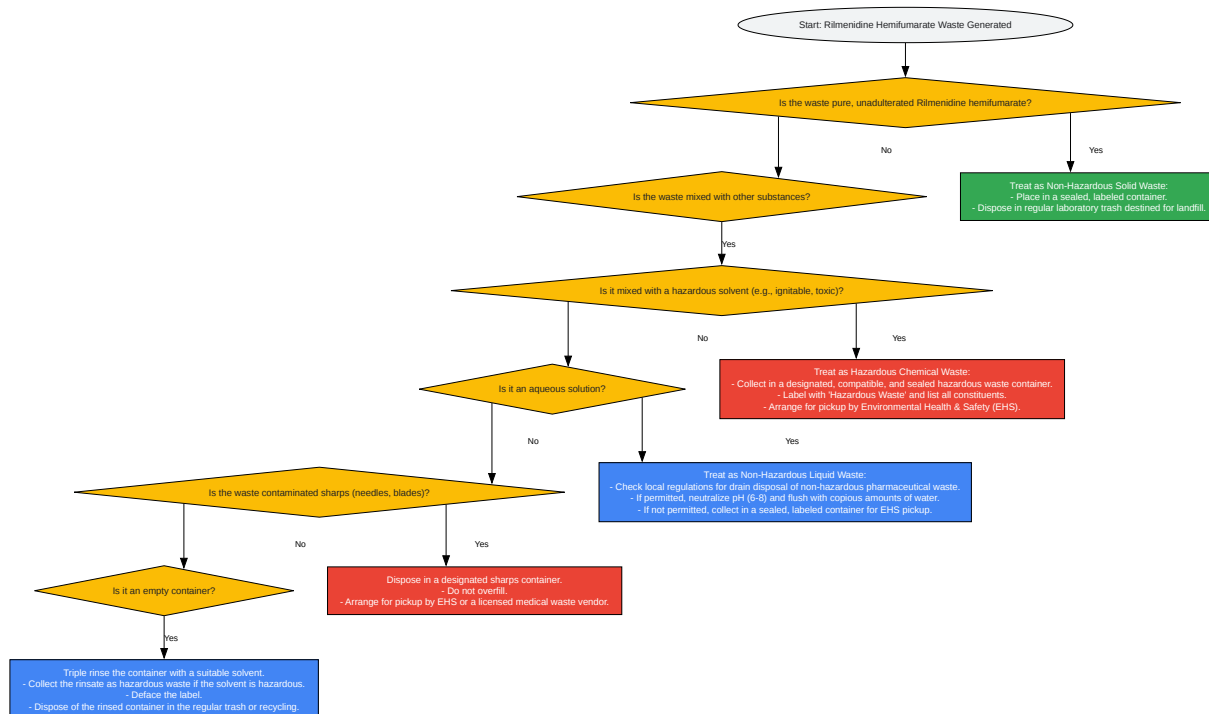 Start: Rilmenidine Hemifumarate Waste Generated
Is the waste pure, unadulterated Rilmenidine hemifumarate?
No
Yes
Is the waste mixed with other substances?
Treat as Non-Hazardous Solid Waste:
- Place in a sealed, labeled container.
- Dispose in regular laboratory trash destined for landfill.
Yes
Is it mixed with a hazardous solvent (e.g., ignitable, toxic)?
No
Yes
Is it an aqueous solution?
Treat as Hazardous Chemical Waste:
- Collect in a designated, compatible, and sealed hazardous waste container.
- Label with 'Hazardous Waste' and list all constituents.
- Arrange for pickup by Environmental Health & Safety (EHS).
No
Yes
Is the waste contaminated sharps (needles, blades)?
Treat as Non-Hazardous Liquid Waste:
- Check local regulations for drain disposal of non-hazardous pharmaceutical waste.
- If permitted, neutralize pH (6-8) and flush with copious amounts of water.
- If not permitted, collect in a sealed, labeled container for EHS pickup.
No
Yes
Is it an empty container?
Dispose in a designated sharps container.
- Do not overfill.
- Arrange for pickup by EHS or a licensed medical waste vendor.
Yes
Triple rinse the container with a suitable solvent.
- Collect the rinsate as hazardous waste if the solvent is hazardous.
- Deface the label.
- Dispose of the rinsed container in the regular trash or recycling.